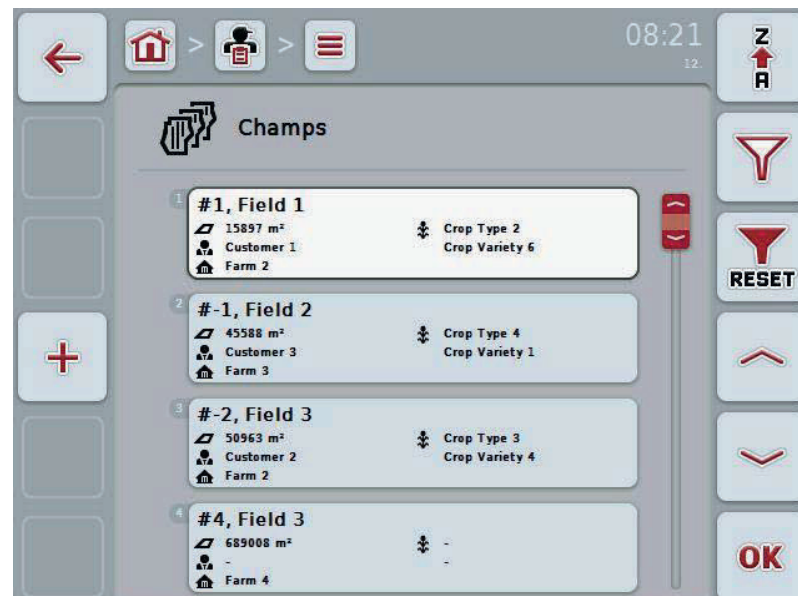 08:21
12.
Z
A
Champs
1
#1, Field 1
15897 m²
Crop Type 2
Customer 1
Crop Variety 6
Farm 2
RESET
2
#-1, Field 2
45588 m²
Crop Type 4
Customer 3
Crop Variety 1
Farm 3
3
#-2, Field 3
50963 m²
Crop Type 3
Customer 2
Crop Variety 4
Farm 2
4
#4, Field 3
689008 m²
-
-
-
Farm 4
OK